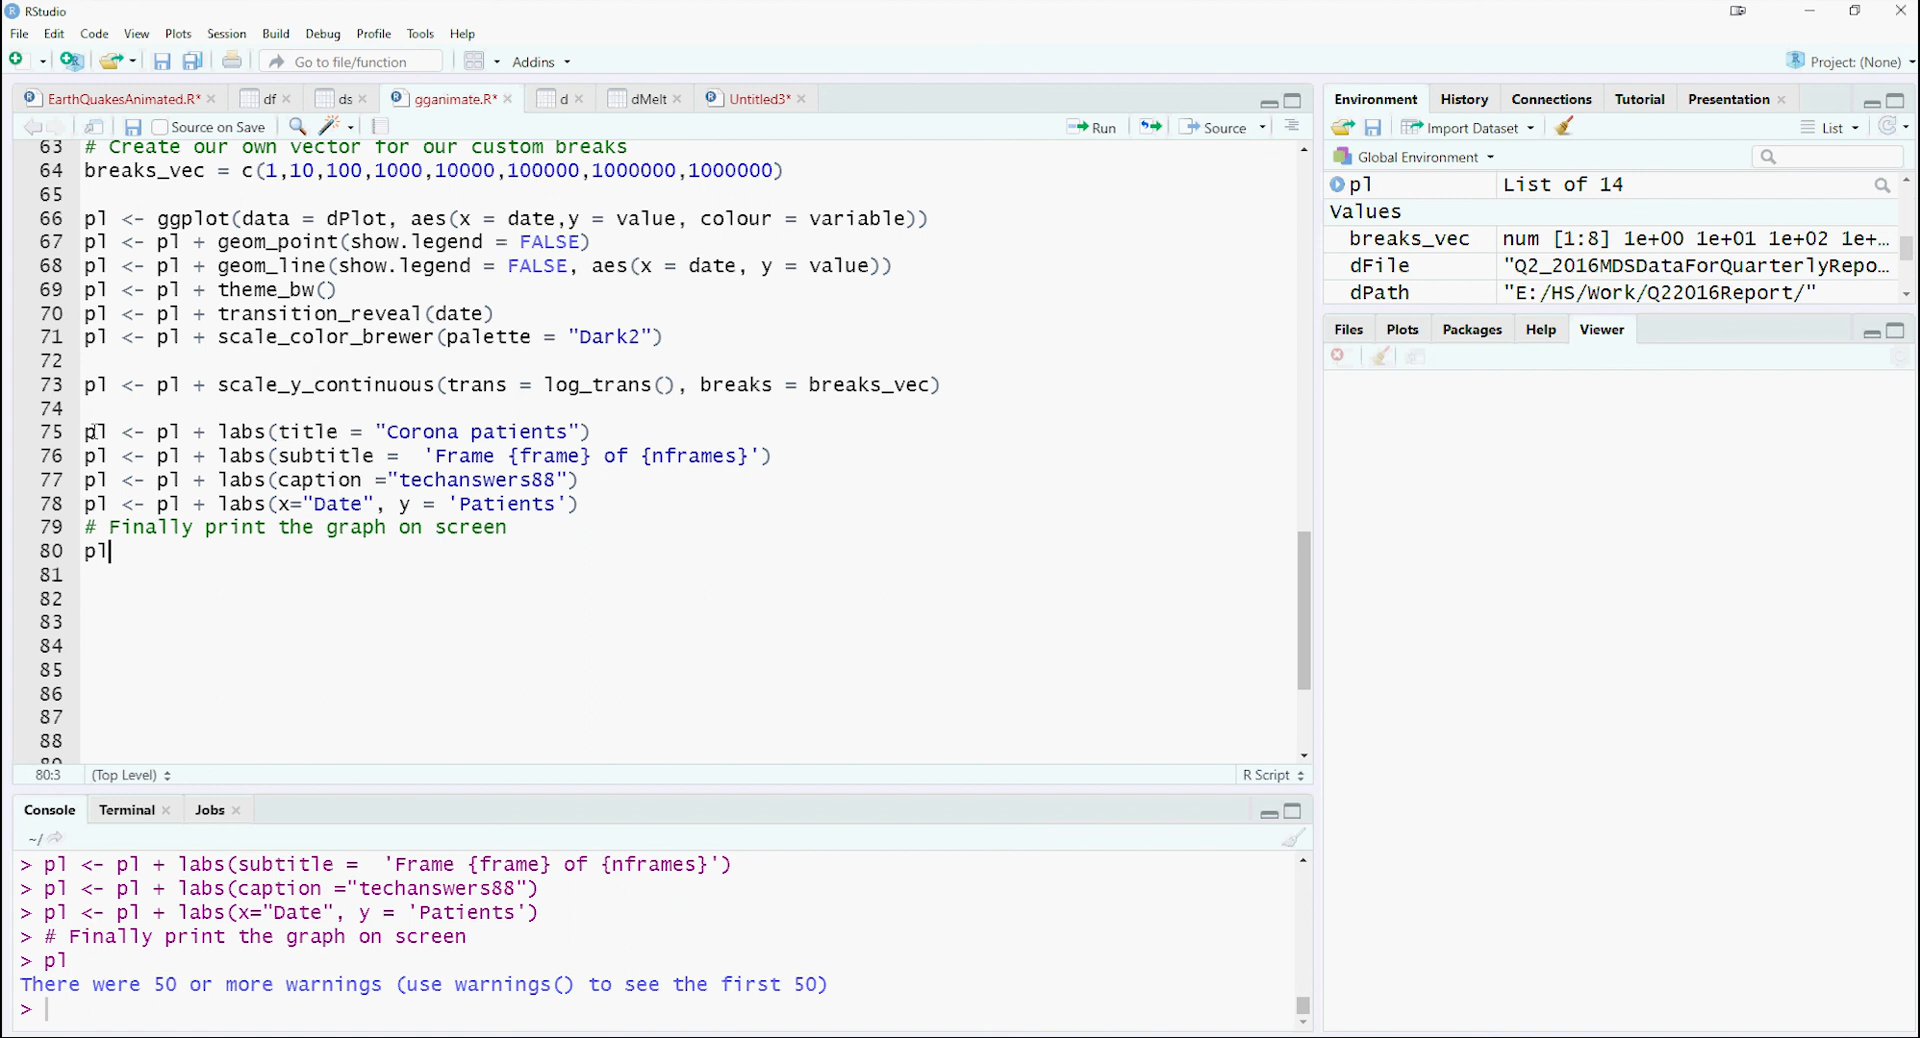 RStudio
File Edit Code View Plots Session Build Debug Profile Tools Help
Go to file/function Addins Project: (None)
EarthQuakesAnimated.R* df ds gganimate.R* d dMelt Untitled3*
Source on Save Run Source
63 # Create our own vector for our custom breaks
64 breaks_vec = c(1,10,100,1000,10000,100000,1000000,1000000)
65
66 pl <- ggplot(data = dPlot, aes(x = date,y = value, colour = variable))
67 pl <- pl + geom_point(show.legend = FALSE)
68 pl <- pl + geom_line(show.legend = FALSE, aes(x = date, y = value))
69 pl <- pl + theme_bw()
70 pl <- pl + transition_reveal(date)
71 pl <- pl + scale_color_brewer(palette = "Dark2")
72
73 pl <- pl + scale_y_continuous(trans = log_trans(), breaks = breaks_vec)
74
75 pl <- pl + labs(title = "Corona patients")
76 pl <- pl + labs(subtitle =  'Frame {frame} of {nframes}')
77 pl <- pl + labs(caption ="techanswers88")
78 pl <- pl + labs(x="Date", y = 'Patients')
79 # Finally print the graph on screen
80 pl
81
82
83
84
85
86
87
88
80:3 (Top Level) R Script
Console Terminal Jobs
~/
> pl <- pl + labs(subtitle =  'Frame {frame} of {nframes}')
> pl <- pl + labs(caption ="techanswers88")
> pl <- pl + labs(x="Date", y = 'Patients')
> # Finally print the graph on screen
> pl
There were 50 or more warnings (use warnings() to see the first 50)
>
Environment History Connections Tutorial Presentation
Import Dataset List
Global Environment
pl List of 14
Values
breaks_vec num [1:8] 1e+00 1e+01 1e+02 1e+...
dFile "Q2_2016MDSDataForQuarterlyRepo...
dPath "E:/HS/Work/Q22016Report/"
Files Plots Packages Help Viewer